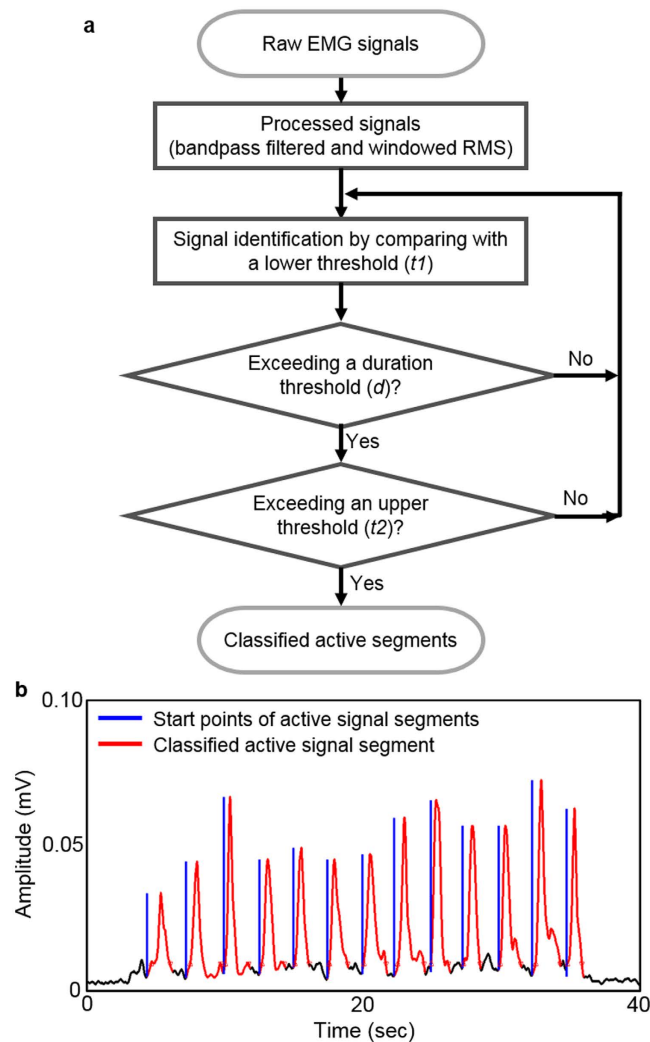 a
Raw EMG signals
Processed signals
(bandpass filtered and windowed RMS)
Signal identification by comparing with
a lower threshold (t1)
Exceeding a duration
threshold (d)?
No
Yes
Exceeding an upper
threshold (t2)?
No
Yes
Classified active segments
b
0.10
Start points of active signal segments
Classified active signal segment
Amplitude (mV)
0.05
0
0
20
40
Time (sec)